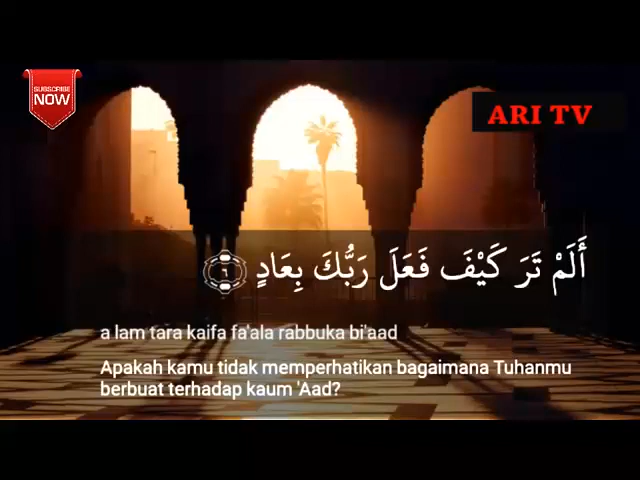 SUBSCRIBE
NOW
ARI TV
أَلَمْ تَرَ كَيْفَ فَعَلَ رَبُّكَ بِعَادٍ ٦
a lam tara kaifa fa'ala rabbuka bi'aad
Apakah kamu tidak memperhatikan bagaimana Tuhanmu
berbuat terhadap kaum 'Aad?